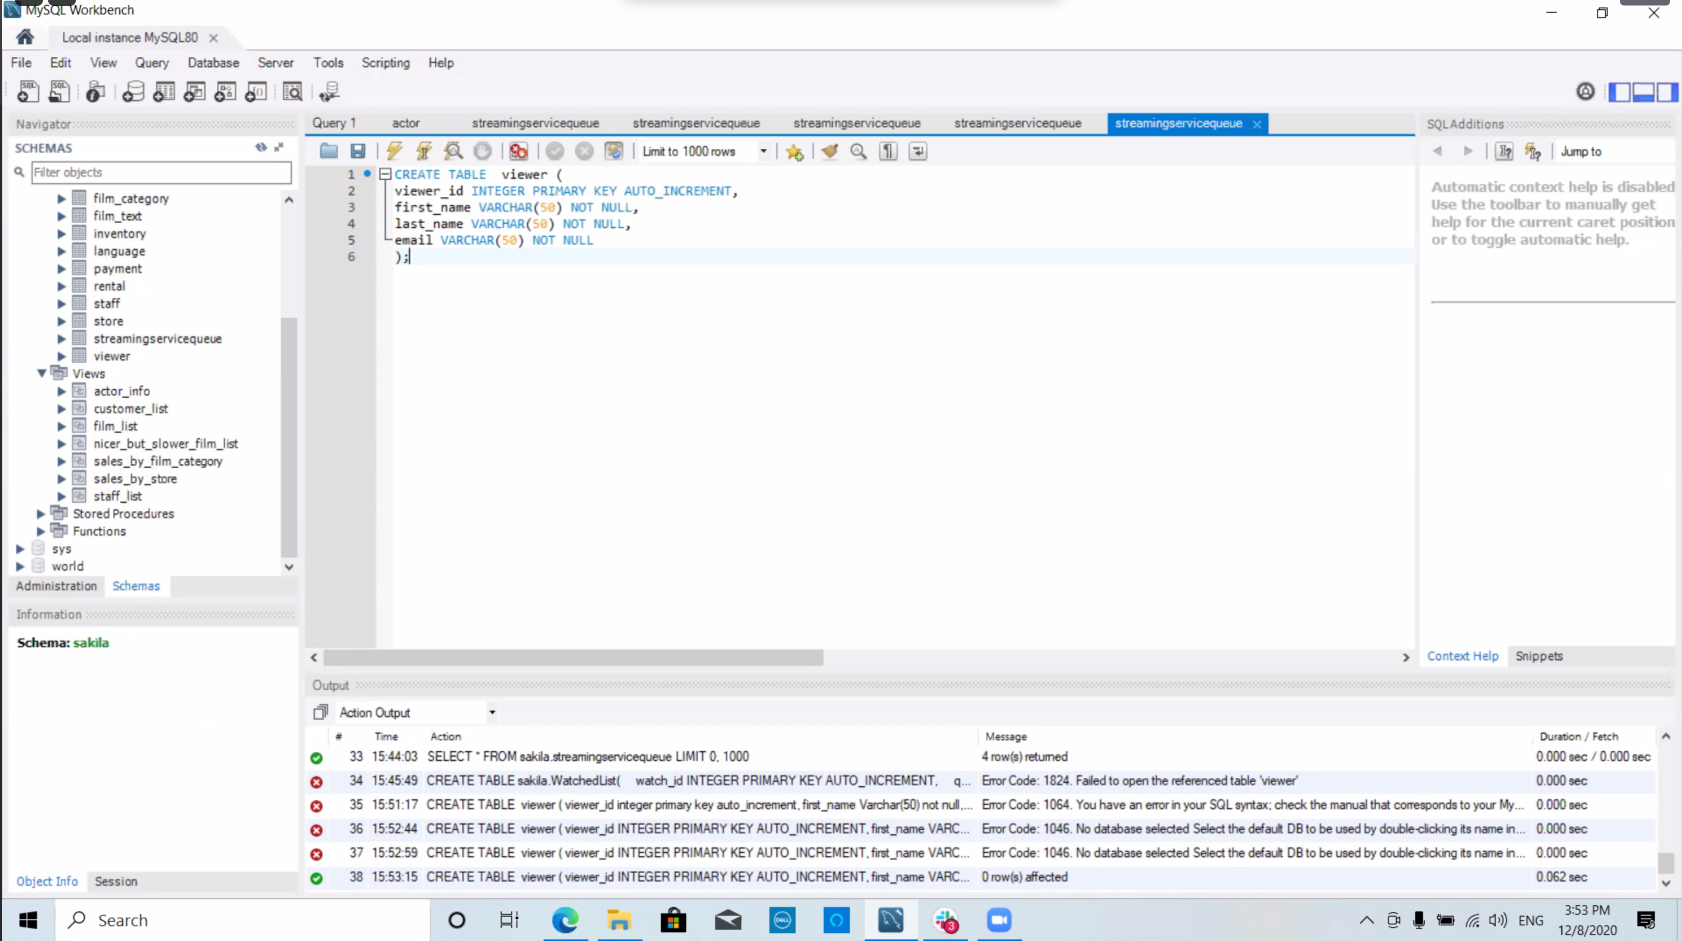 MySQL Workbench
Local instance MySQL80
File Edit View Query Database Server Tools Scripting Help
Navigator
SCHEMAS
Filter objects
film_category
film_text
inventory
language
payment
rental
staff
store
streamingservicequeue
viewer
Views
actor_info
customer_list
film_list
nicer_but_slower_film_list
sales_by_film_category
sales_by_store
staff_list
Stored Procedures
Functions
sys
world
Administration Schemas
Information
Schema: sakila
Object Info Session
Query 1 actor streamingservicequeue streamingservicequeue streamingservicequeue streamingservicequeue streamingservicequeue
Limit to 1000 rows
1 CREATE TABLE viewer (
2 viewer_id INTEGER PRIMARY KEY AUTO_INCREMENT,
3 first_name VARCHAR(50) NOT NULL,
4 last_name VARCHAR(50) NOT NULL,
5 email VARCHAR(50) NOT NULL
6 );
SQLAdditions
Jump to
Automatic context help is disabled
Use the toolbar to manually get
help for the current caret position
or to toggle automatic help.
Context Help Snippets
Output
Action Output
# Time Action Message Duration / Fetch
33 15:44:03 SELECT * FROM sakila.streamingservicequeue LIMIT 0, 1000 4 row(s) returned 0.000 sec / 0.000 sec
34 15:45:49 CREATE TABLE sakila.WatchedList( watch_id INTEGER PRIMARY KEY AUTO_INCREMENT, q... Error Code: 1824. Failed to open the referenced table 'viewer' 0.000 sec
35 15:51:17 CREATE TABLE viewer ( viewer_id integer primary key auto_increment, first_name Varchar(50) not null,... Error Code: 1064. You have an error in your SQL syntax; check the manual that corresponds to your My... 0.000 sec
36 15:52:44 CREATE TABLE viewer ( viewer_id INTEGER PRIMARY KEY AUTO_INCREMENT, first_name VARC... Error Code: 1046. No database selected Select the default DB to be used by double-clicking its name in... 0.000 sec
37 15:52:59 CREATE TABLE viewer ( viewer_id INTEGER PRIMARY KEY AUTO_INCREMENT, first_name VARC... Error Code: 1046. No database selected Select the default DB to be used by double-clicking its name in... 0.000 sec
38 15:53:15 CREATE TABLE viewer ( viewer_id INTEGER PRIMARY KEY AUTO_INCREMENT, first_name VARC... 0 row(s) affected 0.062 sec
Search
DELL
3
ENG
3:53 PM
12/8/2020